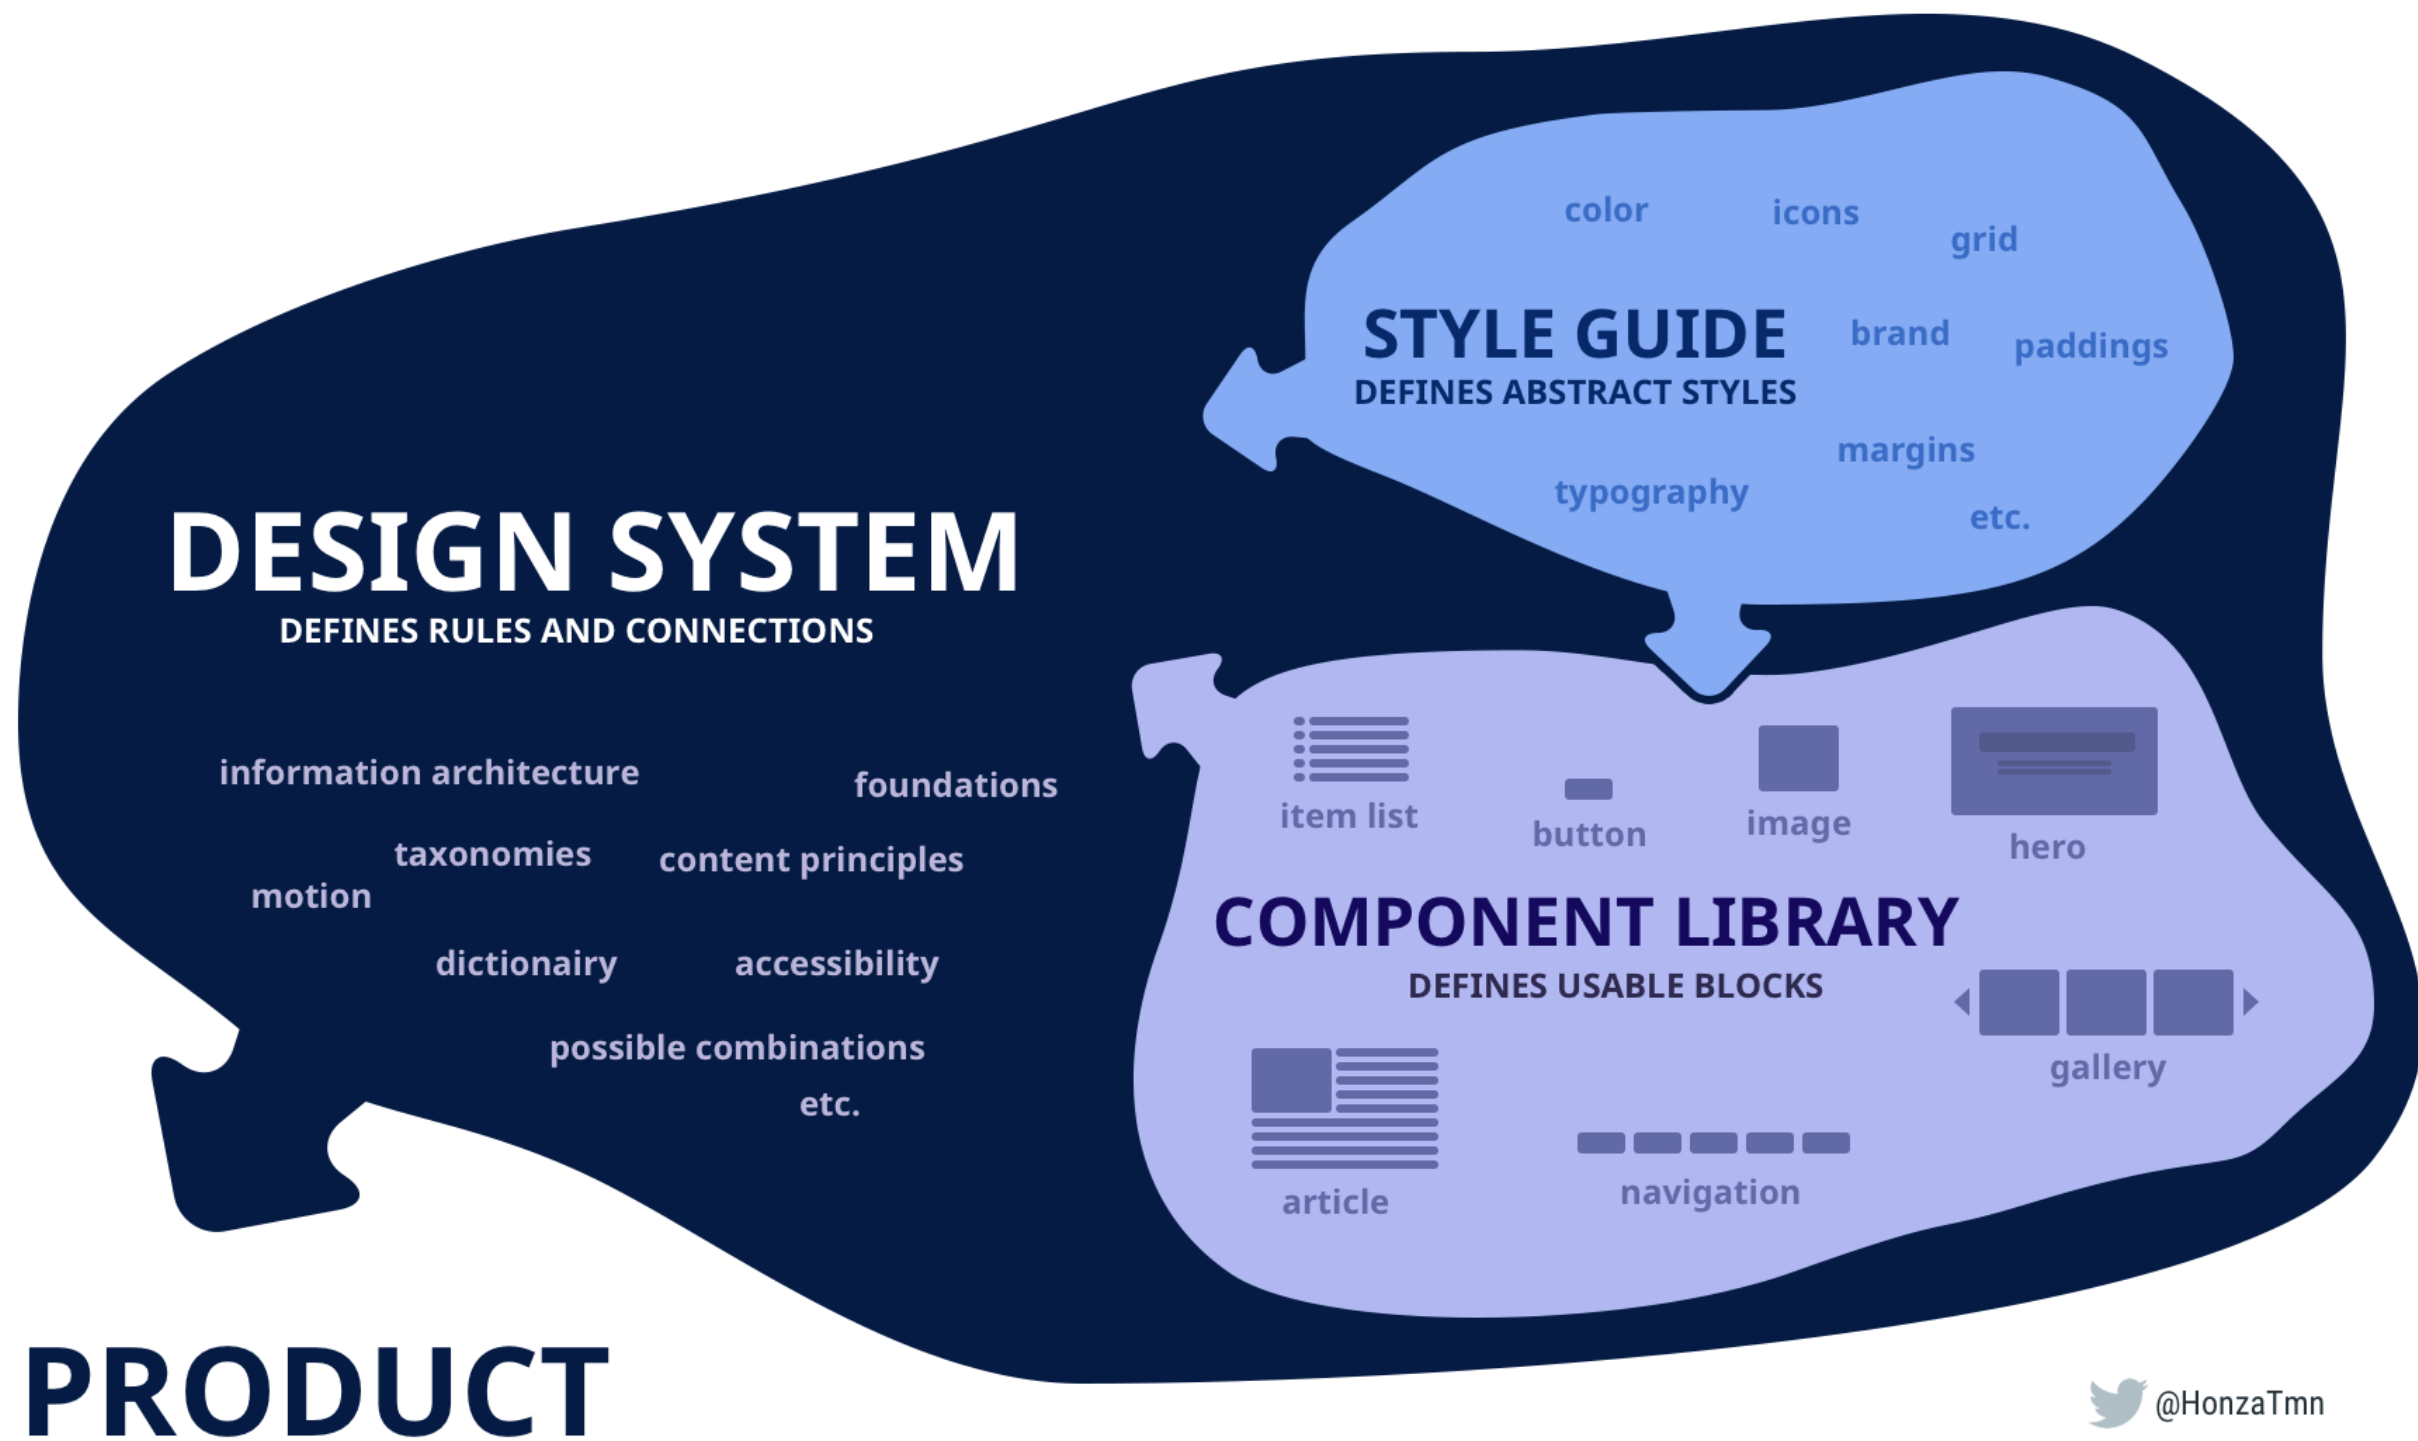 color
icons
grid
STYLE GUIDE
DEFINES ABSTRACT STYLES
brand
paddings
margins
typography
etc.
DESIGN SYSTEM
DEFINES RULES AND CONNECTIONS
information architecture
foundations
taxonomies
content principles
motion
dictionairy
accessibility
possible combinations
etc.
item list
button
image
hero
COMPONENT LIBRARY
DEFINES USABLE BLOCKS
gallery
article
navigation
PRODUCT
@HonzaTmn